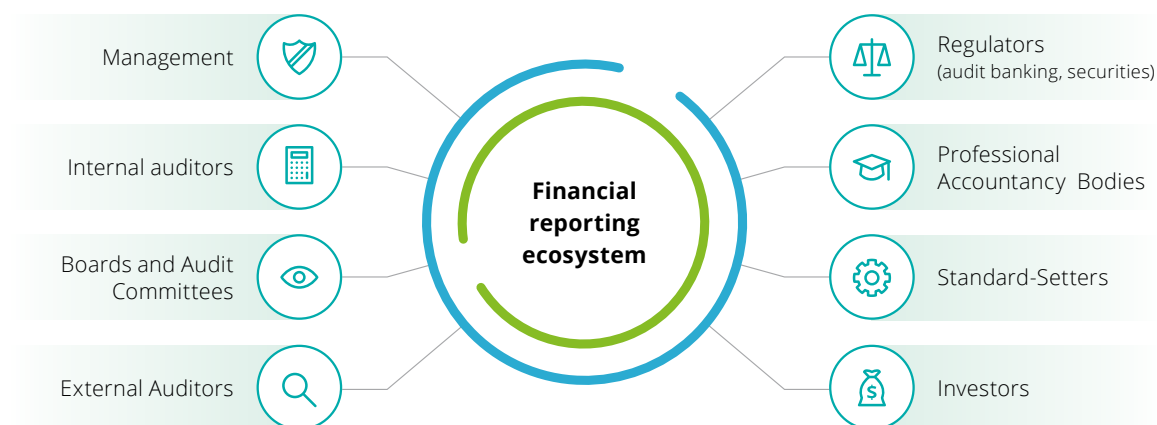 Management
Internal auditors
Boards and Audit
Committees
External Auditors
Financial
reporting
ecosystem
Regulators
(audit banking, securities)
Professional
Accountancy Bodies
Standard-Setters
$
Investors